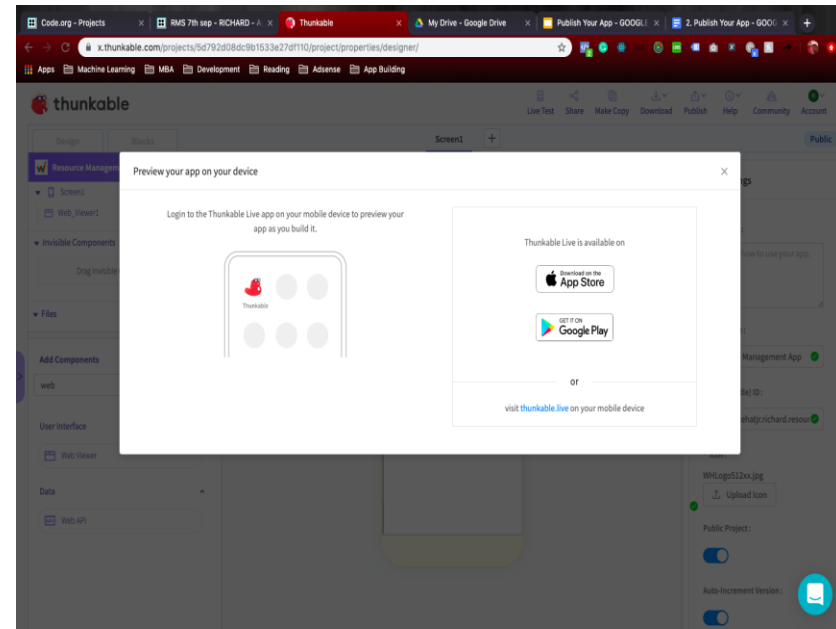 Code.org - Projects
RMS 7th sep - RICHARD - A
Thunkable
My Drive - Google Drive
Publish Your App - GOOGLE
2. Publish Your App - GOOG
x.thunkable.com/projects/5d792d08dc9b1533e27df110/project/properties/designer/
Apps Machine Learning MBA Development Reading Adsense App Building
thunkable
Live Test Share Make Copy Download Publish Help Community Account
Design Blocks
Screen1
Public
Resource Managem
Screen1
Web_Viewer1
Invisible Components
Drag Invisible
Files
Add Components
web
User Interface
Web Viewer
Data
Web API
Preview your app on your device
Login to the Thunkable Live app on your mobile device to preview your
app as you build it.
Thunkable
Thunkable Live is available on
Download on the
App Store
GET IT ON
Google Play
or
visit thunkable.live on your mobile device
ngs
how to use your app.
Management App
dle) ID:
ehatjr.richard.resour
Icon:
WHLogo512xx.jpg
Upload Icon
Public Project:
Auto-Increment Version: